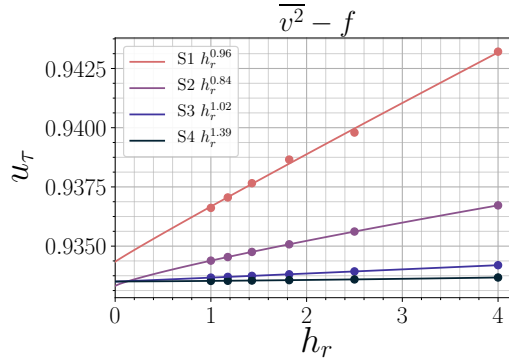 $\overline{v^2} - f$
S1 $h_r^{0.96}$
S2 $h_r^{0.84}$
S3 $h_r^{1.02}$
S4 $h_r^{1.39}$
$u_\tau$
0.9425
0.9400
0.9375
0.9350
0 1 2 3 4
$h_r$